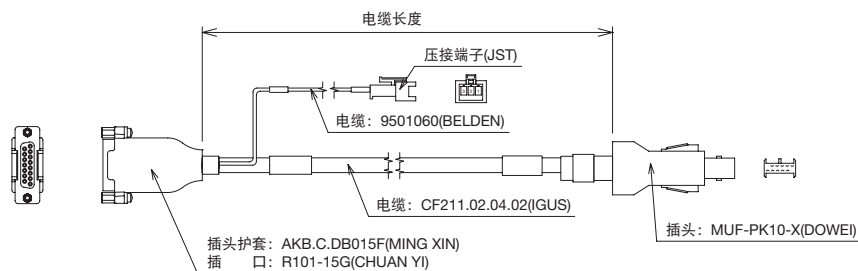 电缆长度
压接端子(JST)
电缆：9501060(BELDEN)
电缆：CF211.02.04.02(IGUS)
插头护套：AKB.C.DB015F(MING XIN)
插　　口：R101-15G(CHUAN YI)
插头：MUF-PK10-X(DOWEI)